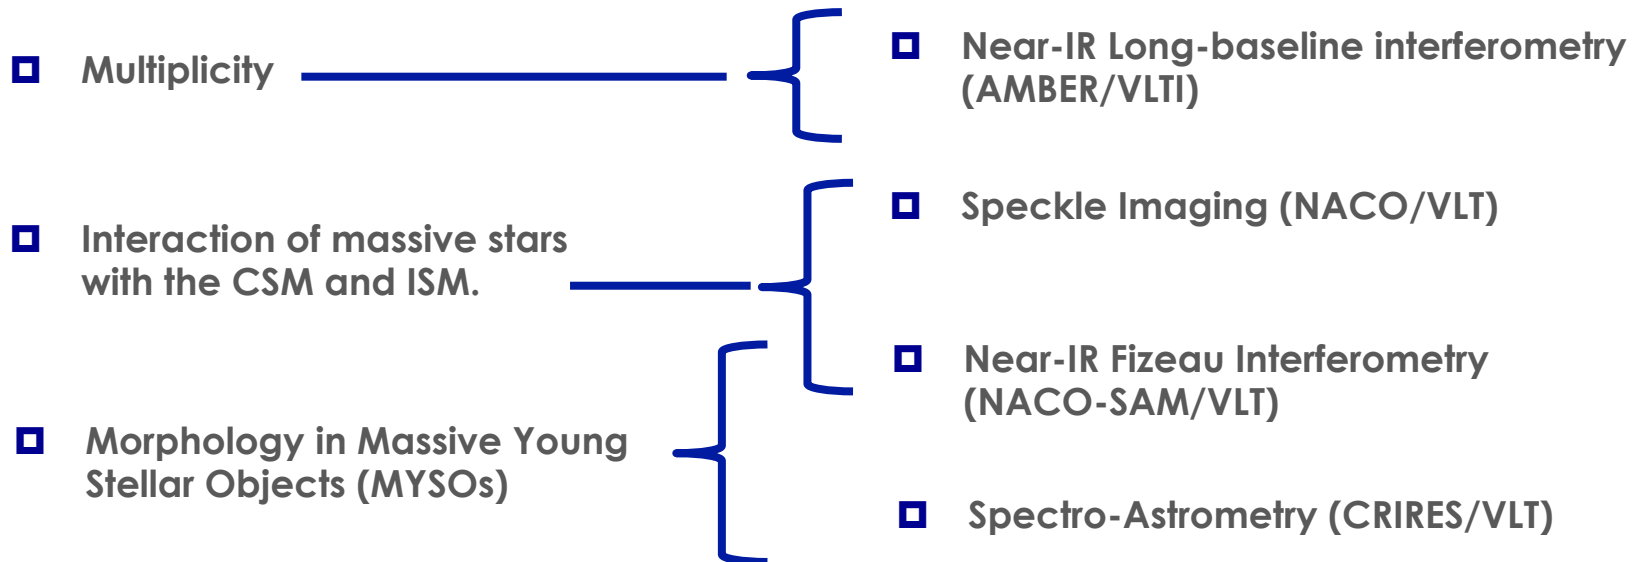 Multiplicity
Interaction of massive stars
with the CSM and ISM.
Morphology in Massive Young
Stellar Objects (MYSOs)
Near-IR Long-baseline interferometry
(AMBER/VLTI)
Speckle Imaging (NACO/VLT)
Near-IR Fizeau Interferometry
(NACO-SAM/VLT)
Spectro-Astrometry (CRIRES/VLT)